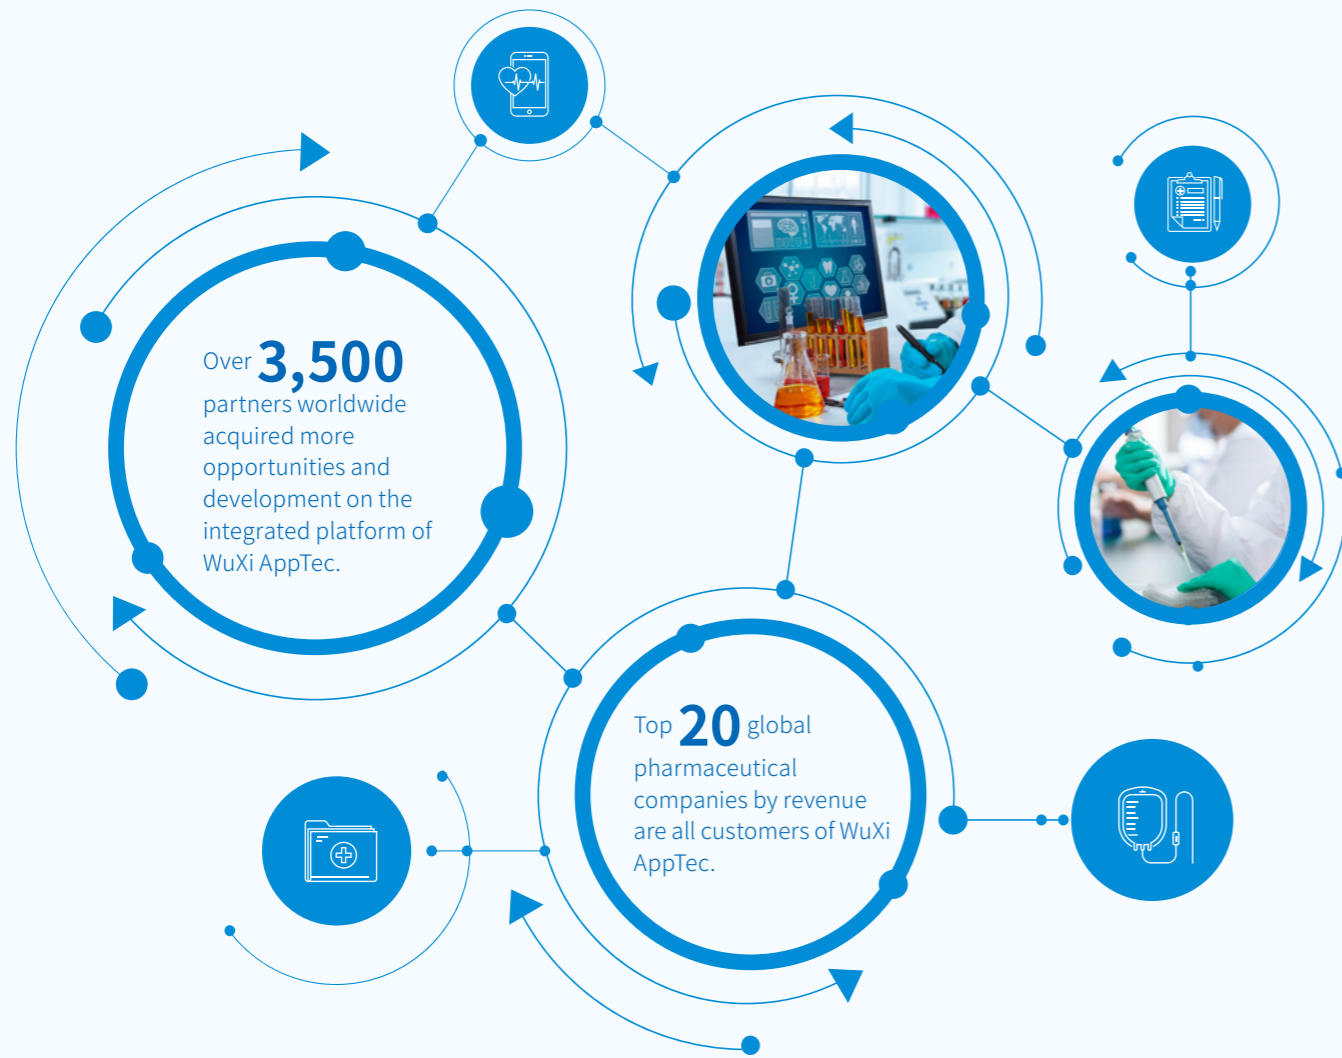 Over 3,500
partners worldwide
acquired more
opportunities and
development on the
integrated platform of
WuXi AppTec.
Top 20 global
pharmaceutical
companies by revenue
are all customers of WuXi
AppTec.